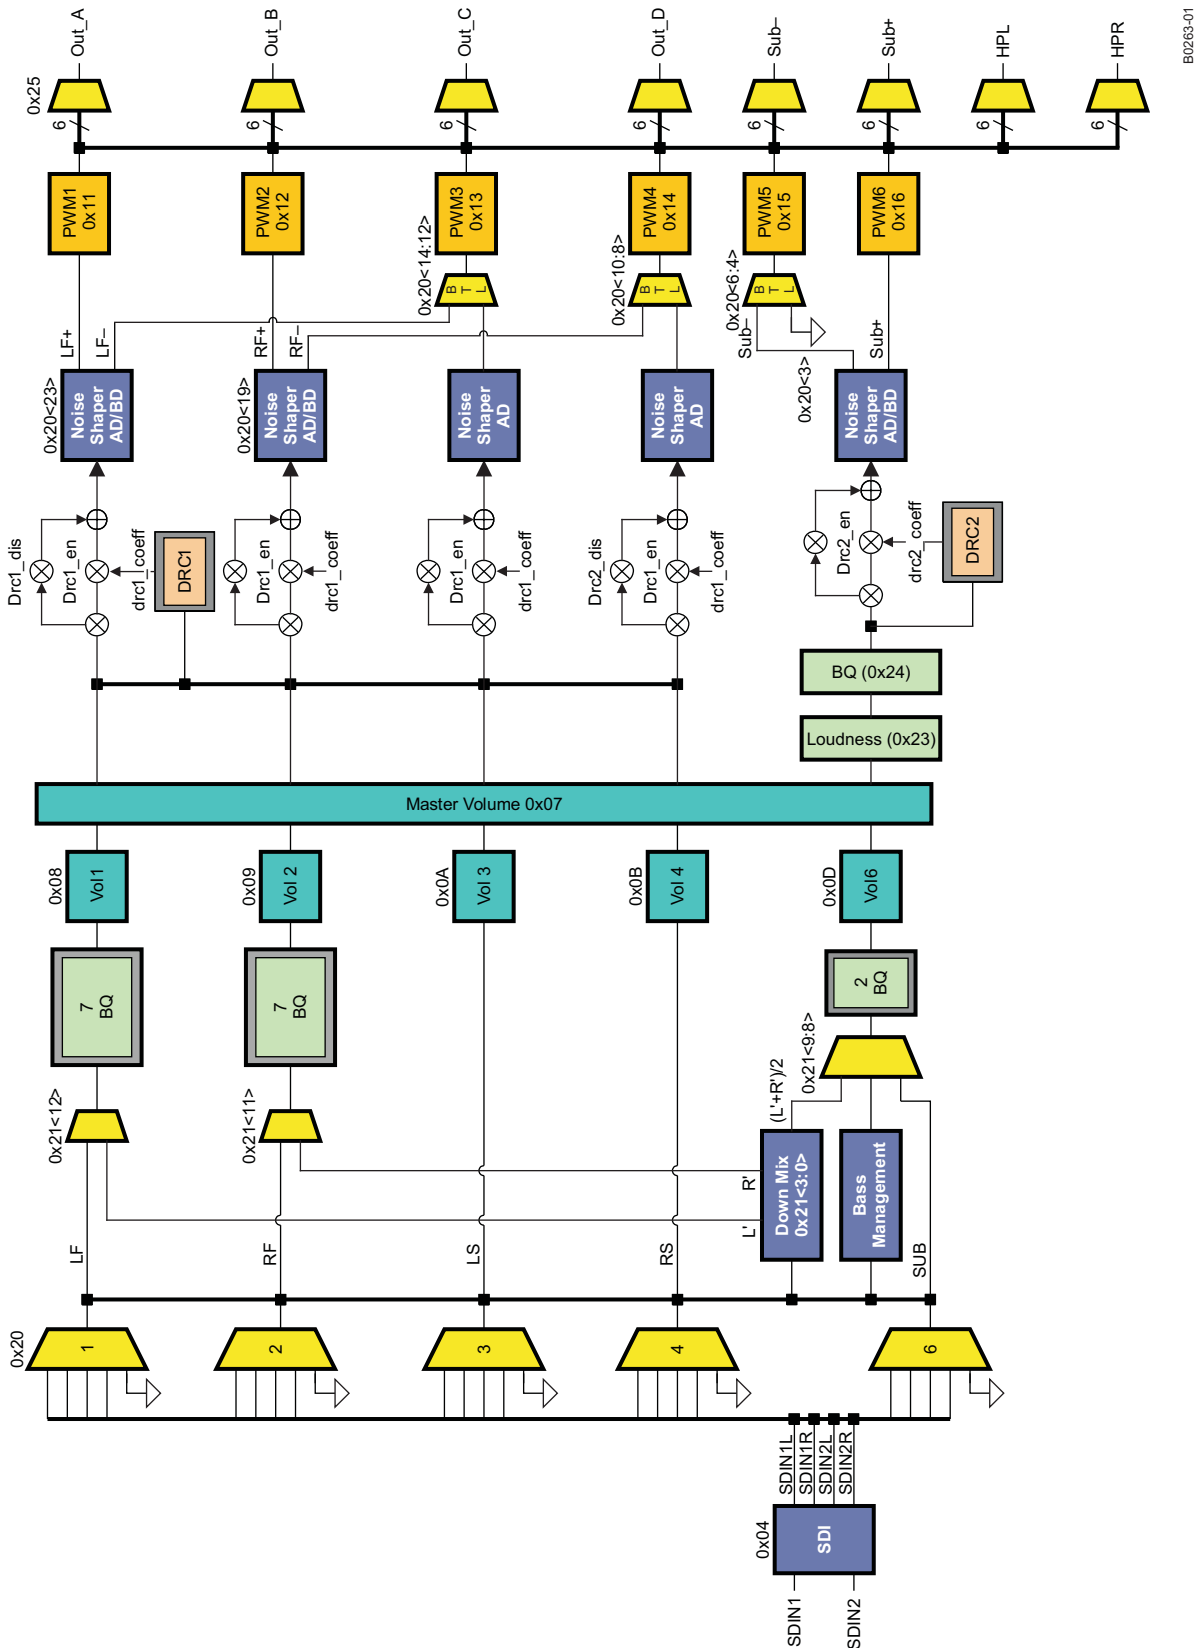 SDIN1
SDIN2
0x04
SDI
SDIN1L
SDIN1R
SDIN2L
SDIN2R
0x20
1
2
3
4
6
LF
RF
LS
RS
SUB
L'
R'
Down Mix
0x21<3:0>
Bass
Management
(L'+R')/2
0x21<12>
0x21<11>
0x21<9:8>
7
BQ
7
BQ
2
BQ
0x08
Vol1
0x09
Vol 2
0x0A
Vol 3
0x0B
Vol 4
0x0D
Vol6
Master Volume 0x07
Loudness (0x23)
BQ (0x24)
Drc1_dis
Drc1_en
drc1_coeff
DRC1
Drc1_en
drc1_coeff
Drc1_en
drc1_coeff
Drc2_dis
Drc1_en
drc1_coeff
Drc2_en
drc2_coeff
DRC2
0x20<23>
Noise
Shaper
AD/BD
0x20<19>
Noise
Shaper
AD/BD
Noise
Shaper
AD
Noise
Shaper
AD
0x20<3>
Noise
Shaper
AD/BD
LF+
LF–
RF+
RF–
Sub–
Sub+
0x20<14:12>
B
T
L
0x20<10:8>
B
T
L
0x20<6:4>
B
T
L
PWM1
0x11
PWM2
0x12
PWM3
0x13
PWM4
0x14
PWM5
0x15
PWM6
0x16
0x25
6
6
6
6
6
6
6
6
Out_A
Out_B
Out_C
Out_D
Sub–
Sub+
HPL
HPR
B0263-01